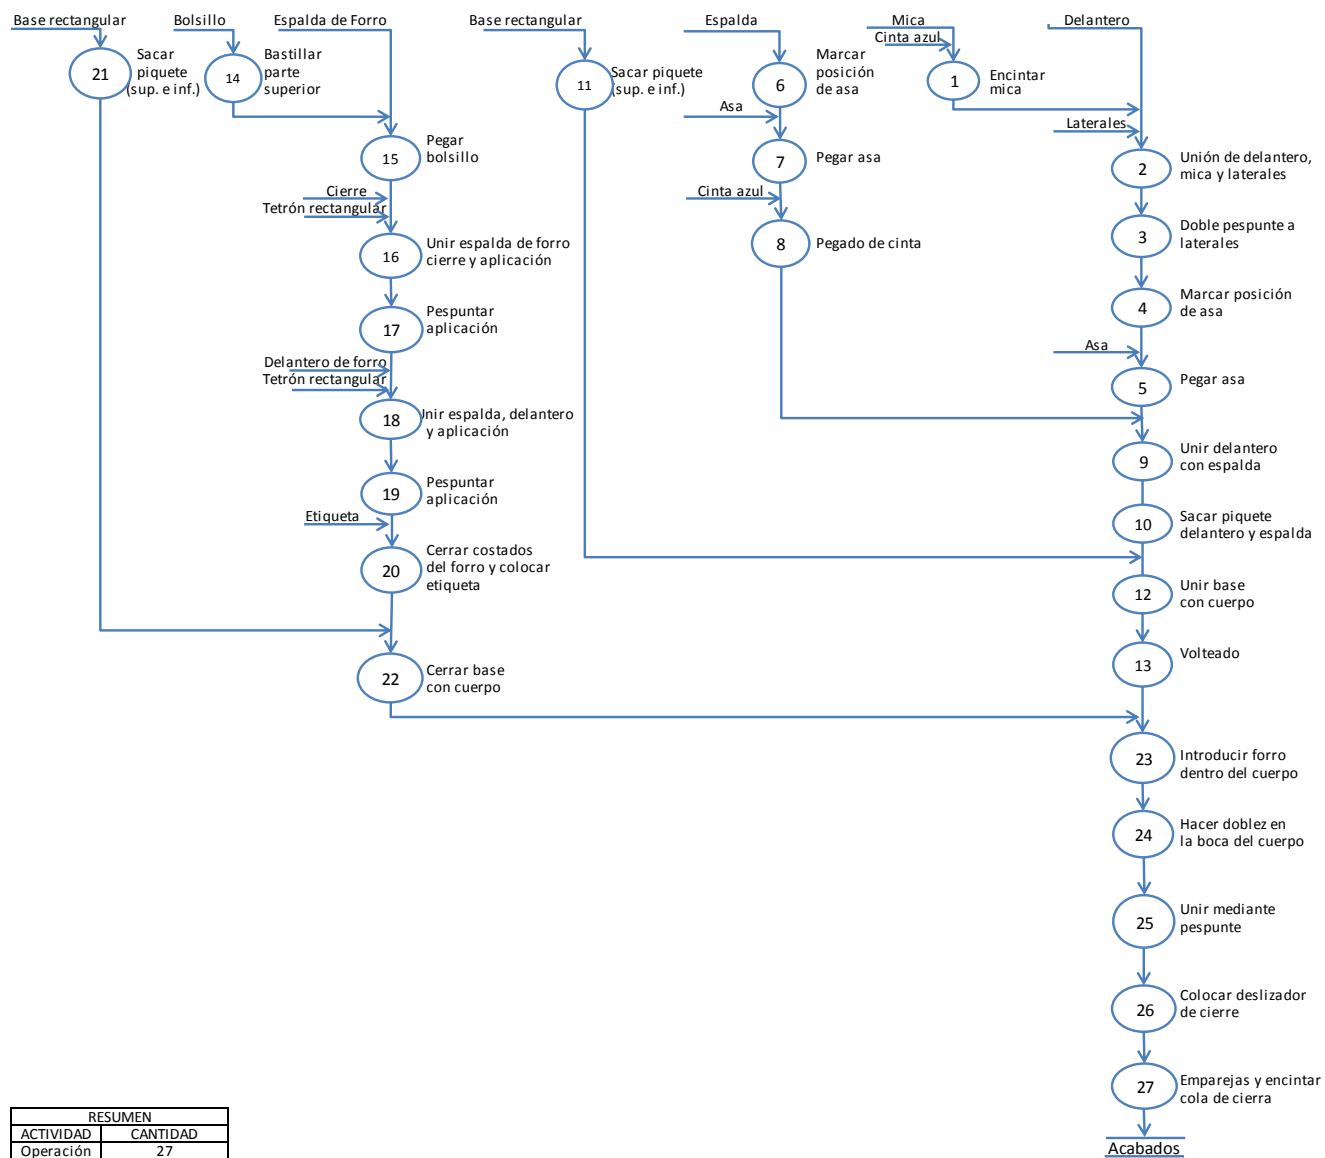 Base rectangular
Bolsillo
Espalda de Forro
Base rectangular
Espalda
Mica
Cinta azul
Delantero
21
Sacar
piquete
(sup. e inf.)
14
Bastillar
parte
superior
11
Sacar piquete
(sup. e inf.)
6
Marcar
posición
de asa
1
Encintar
mica
Asa
Laterales
15
Pegar
bolsillo
7
Pegar asa
2
Unión de delantero,
mica y laterales
Cierre
Tetrón rectangular
Cinta azul
16
Unir espalda de forro
cierre y aplicación
8
Pegado de cinta
3
Doble pespunte a
laterales
17
Pespuntar
aplicación
4
Marcar posición
de asa
Delantero de forro
Tetrón rectangular
Asa
5
Pegar asa
18
Unir espalda, delantero
y aplicación
9
Unir delantero
con espalda
19
Pespuntar
aplicación
Etiqueta
10
Sacar piquete
delantero y espalda
20
Cerrar costados
del forro y colocar
etiqueta
12
Unir base
con cuerpo
13
Volteado
22
Cerrar base
con cuerpo
23
Introducir forro
dentro del cuerpo
24
Hacer doblez en
la boca del cuerpo
25
Unir mediante
pespunte
26
Colocar deslizador
de cierre
27
Emparejas y encintar
cola de cierra
Acabados
RESUMEN
ACTIVIDAD CANTIDAD
Operación 27